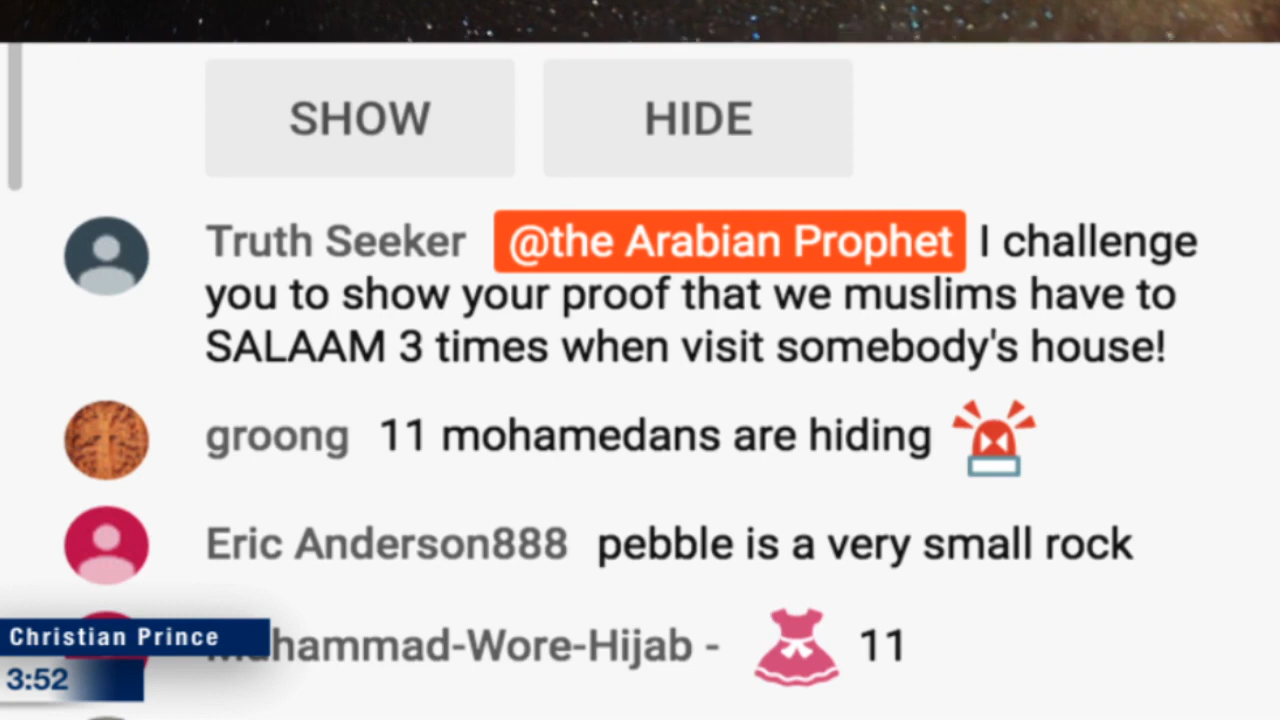 SHOW HIDE
Truth Seeker @the Arabian Prophet I challenge
you to show your proof that we muslims have to
SALAAM 3 times when visit somebody's house!
groong 11 mohamedans are hiding
Eric Anderson888 pebble is a very small rock
Christian Prince
hammad-Wore-Hijab - 11
3:52